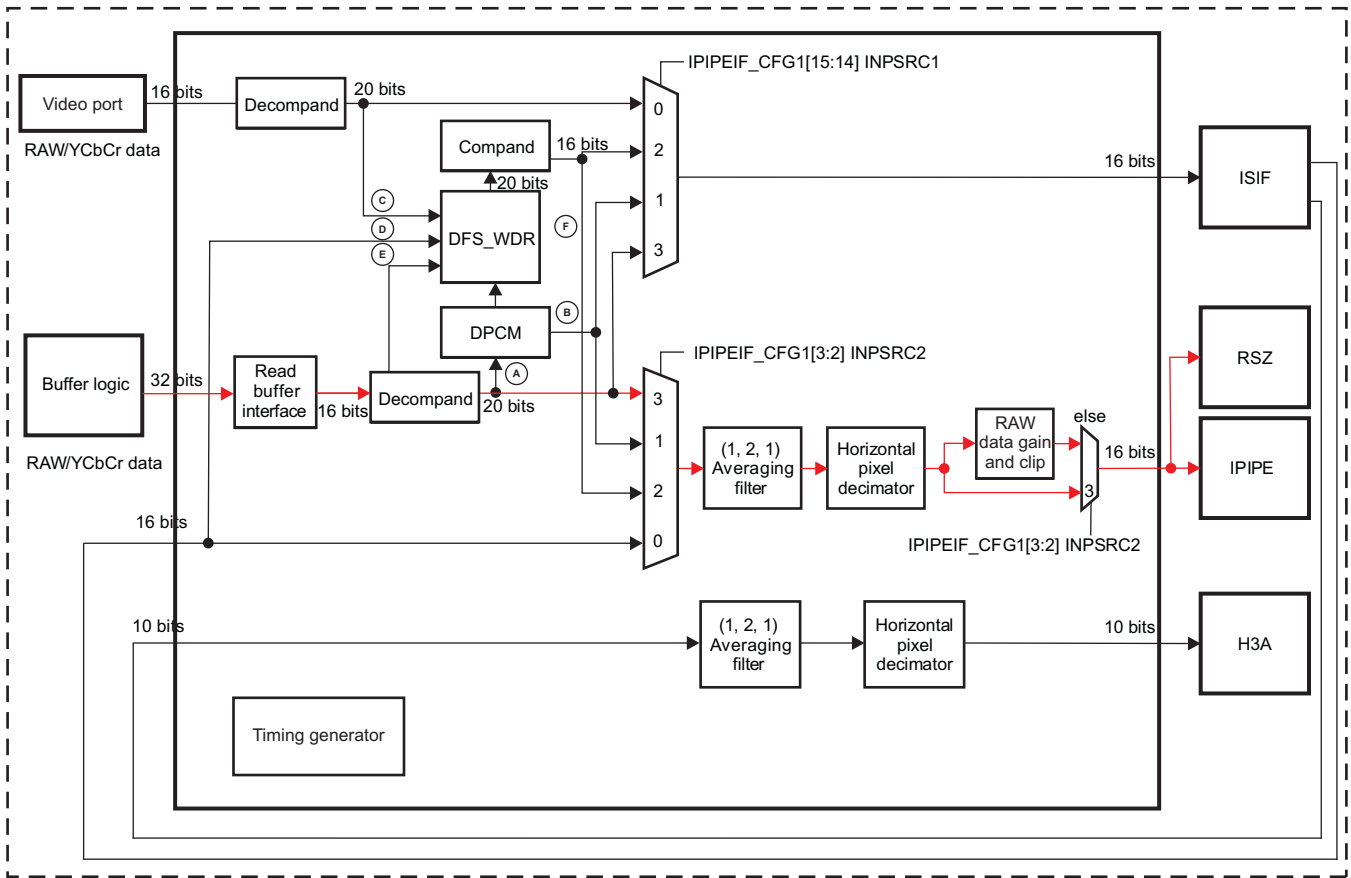 IPIPEIF_CFG1[15:14] INPSRC1
Video port
16 bits
Decompand
20 bits
0
RAW/YCbCr data
Compand
16 bits
2
20 bits
16 bits
ISIF
C
D
E
DFS_WDR
F
1
3
DPCM
B
IPIPEIF_CFG1[3:2] INPSRC2
Buffer logic
32 bits
Read
buffer
interface
16 bits
Decompand
A
20 bits
3
RSZ
RAW/YCbCr data
1
(1, 2, 1)
Averaging
filter
Horizontal
pixel
decimator
RAW
data gain
and clip
else
3
16 bits
IPIPE
2
16 bits
0
IPIPEIF_CFG1[3:2] INPSRC2
10 bits
(1, 2, 1)
Averaging
filter
Horizontal
pixel
decimator
10 bits
H3A
Timing generator